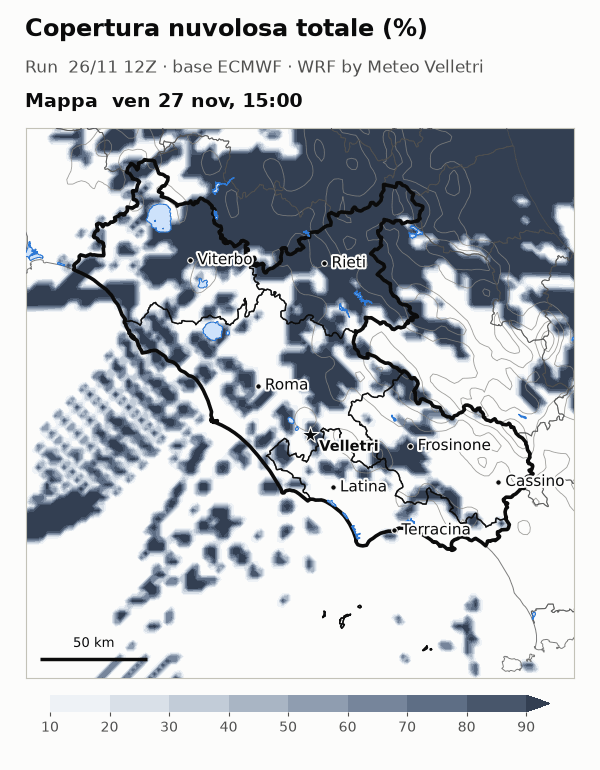 Copertura nuvolosa totale (%)
Run  26/11 12Z · base ECMWF · WRF by Meteo Velletri
Mappa  ven 27 nov, 15:00
Viterbo
Rieti
Roma
Velletri
Frosinone
Cassino
Latina
Terracina
50 km
10 20 30 40 50 60 70 80 90